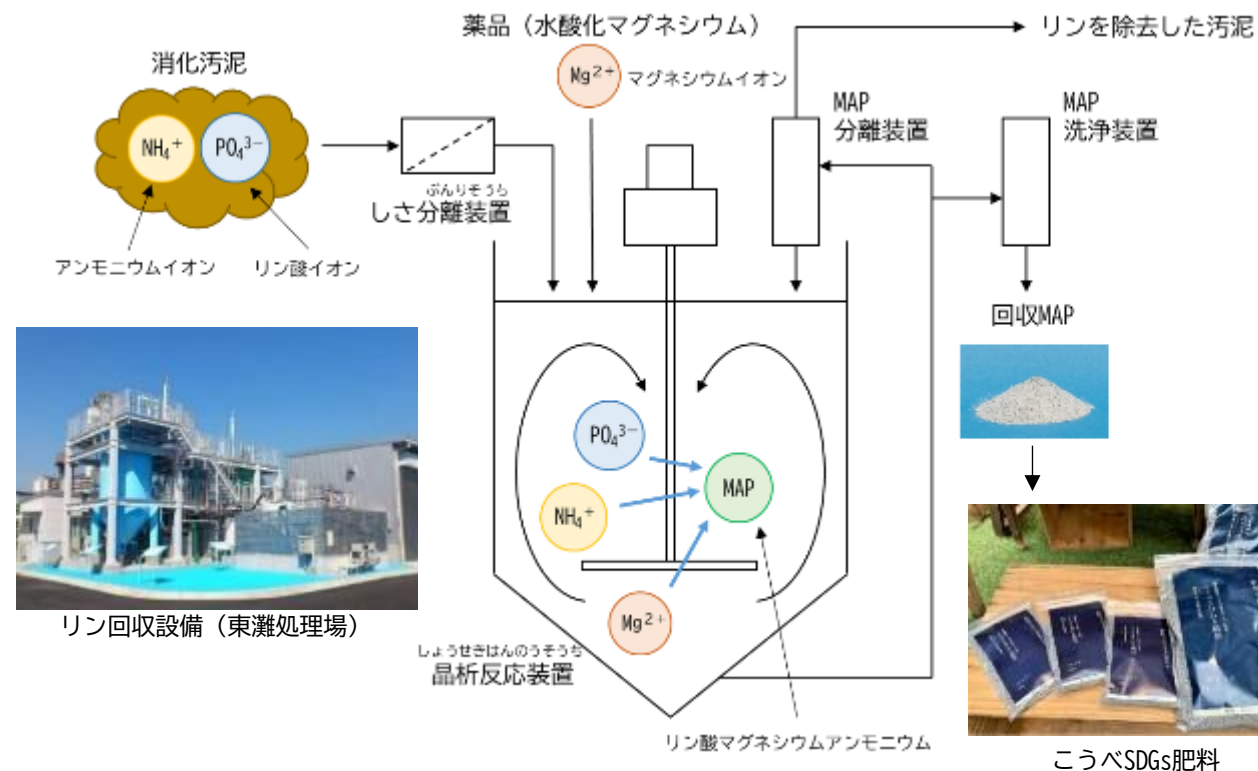 薬品（水酸化マグネシウム）
リンを除去した汚泥
消化汚泥
Mg²⁺ マグネシウムイオン
MAP
分離装置
MAP
洗浄装置
NH₄⁺
PO₄³⁻
ぶんりそうち
しさ分離装置
アンモニウムイオン
リン酸イオン
回収MAP
PO₄³⁻
MAP
NH₄⁺
Mg²⁺
リン回収設備（東灘処理場）
しょうせきはんのうそうち
晶析反応装置
リン酸マグネシウムアンモニウム
こうべSDGs肥料